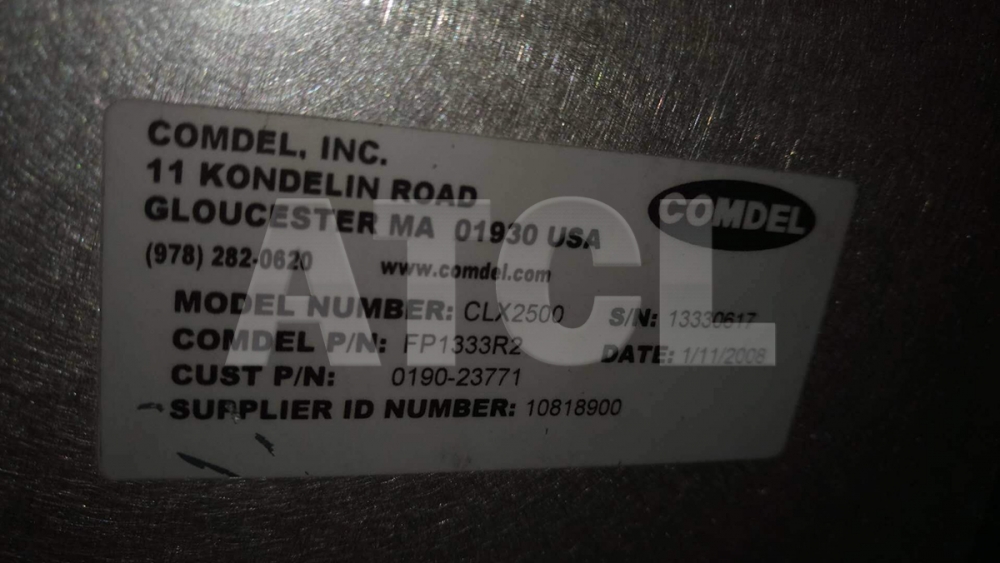 COMDEL, INC.
11 KONDELIN ROAD
GLOUCESTER MA 01930 USA
(978) 282-0620 www.comdel.com
COMDEL
MODEL NUMBER: CLX2500 S/N: 13330617
COMDEL P/N: FP1333R2 DATE: 1/11/2008
CUST P/N: 0190-23771
SUPPLIER ID NUMBER: 10818900
ATCL